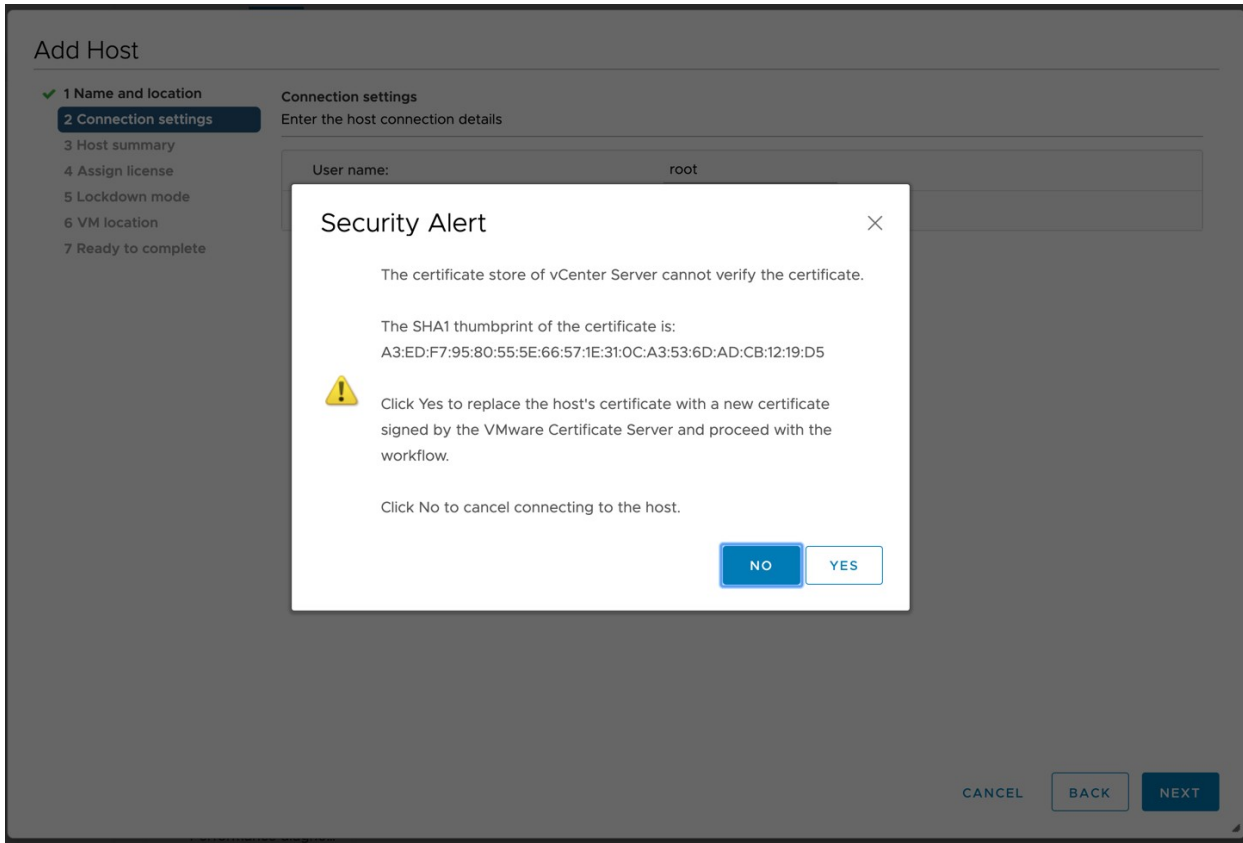 Add Host
1 Name and location
2 Connection settings
3 Host summary
4 Assign license
5 Lockdown mode
6 VM location
7 Ready to complete
Connection settings
Enter the host connection details
User name:
root
Security Alert
The certificate store of vCenter Server cannot verify the certificate.
The SHA1 thumbprint of the certificate is:
A3:ED:F7:95:80:55:5E:66:57:1E:31:0C:A3:53:6D:AD:CB:12:19:D5
Click Yes to replace the host's certificate with a new certificate
signed by the VMware Certificate Server and proceed with the
workflow.
Click No to cancel connecting to the host.
NO
YES
CANCEL
BACK
NEXT